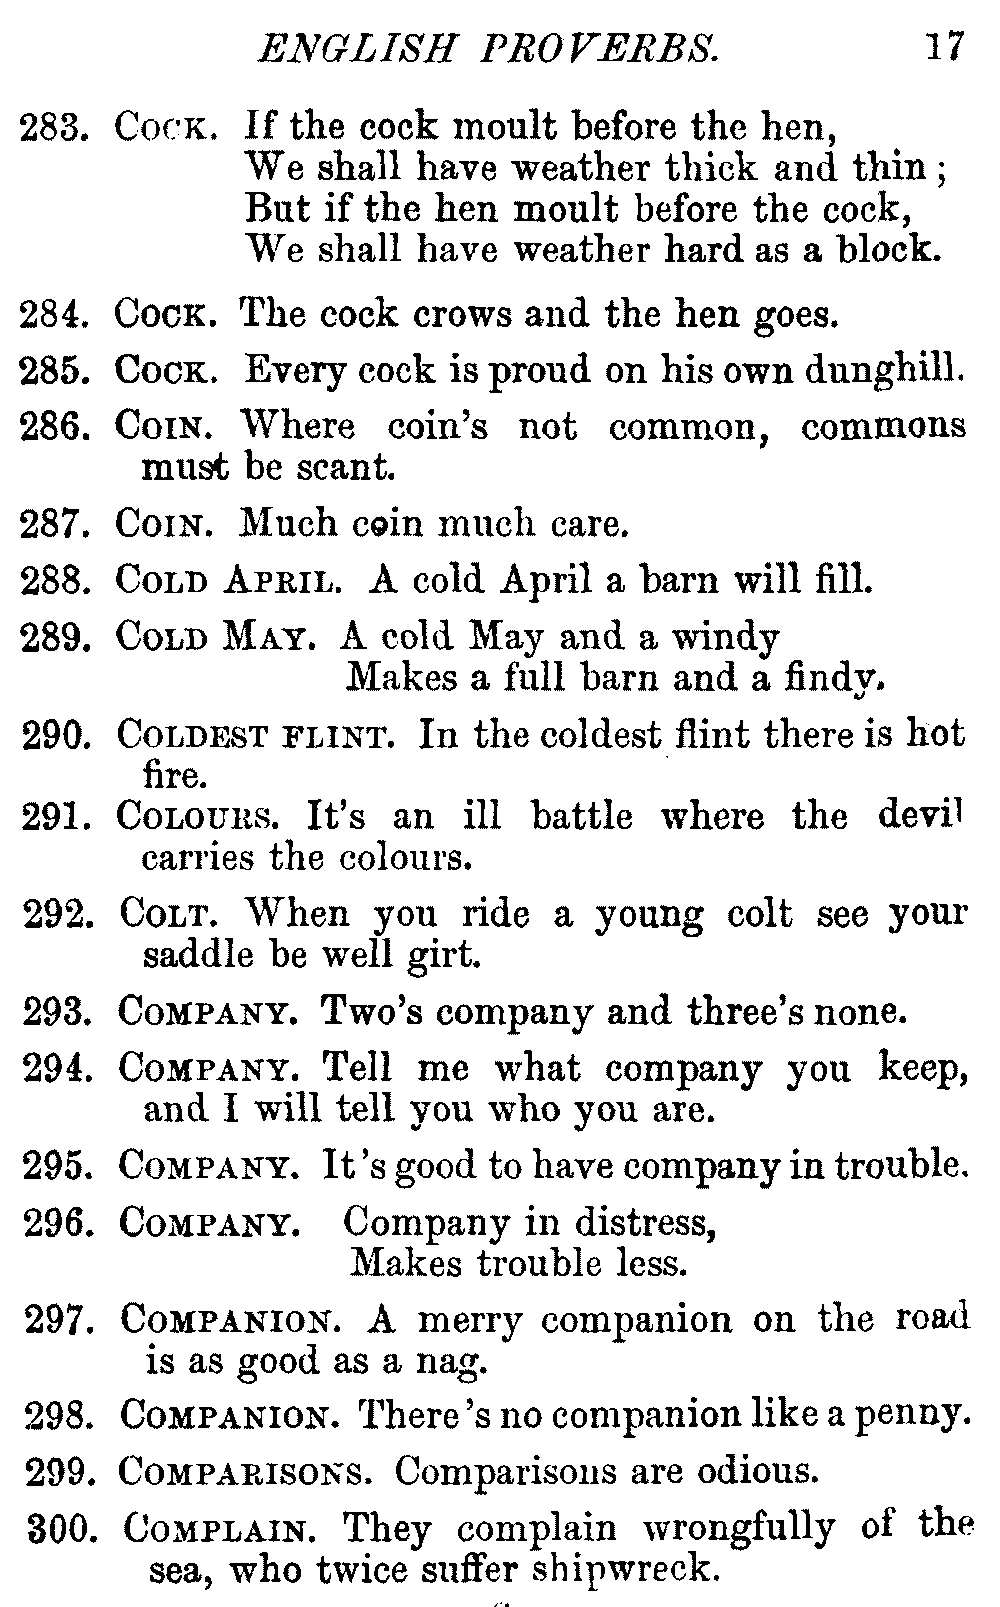 ENGLISH PROVERBS. 17
283. COCK. If the cock moult before the hen,
We shall have weather thick and thin;
But if the hen moult before the cock,
We shall have weather hard as a block.
284. COCK. The cock crows and the hen goes.
285. COCK. Every cock is proud on his own dunghill.
286. COIN. Where coin's not common, commons
must be scant.
287. COIN. Much coin much care.
288. COLD APRIL. A cold April a barn will fill.
289. COLD MAY. A cold May and a windy
Makes a full barn and a findy.
290. COLDEST FLINT. In the coldest flint there is hot
fire.
291. COLOURS. It's an ill battle where the devil
carries the colours.
292. COLT. When you ride a young colt see your
saddle be well girt.
293. COMPANY. Two's company and three's none.
294. COMPANY. Tell me what company you keep,
and I will tell you who you are.
295. COMPANY. It's good to have company in trouble.
296. COMPANY. Company in distress,
Makes trouble less.
297. COMPANION. A merry companion on the road
is as good as a nag.
298. COMPANION. There's no companion like a penny.
299. COMPARISONS. Comparisons are odious.
300. COMPLAIN. They complain wrongfully of the
sea, who twice suffer shipwreck.